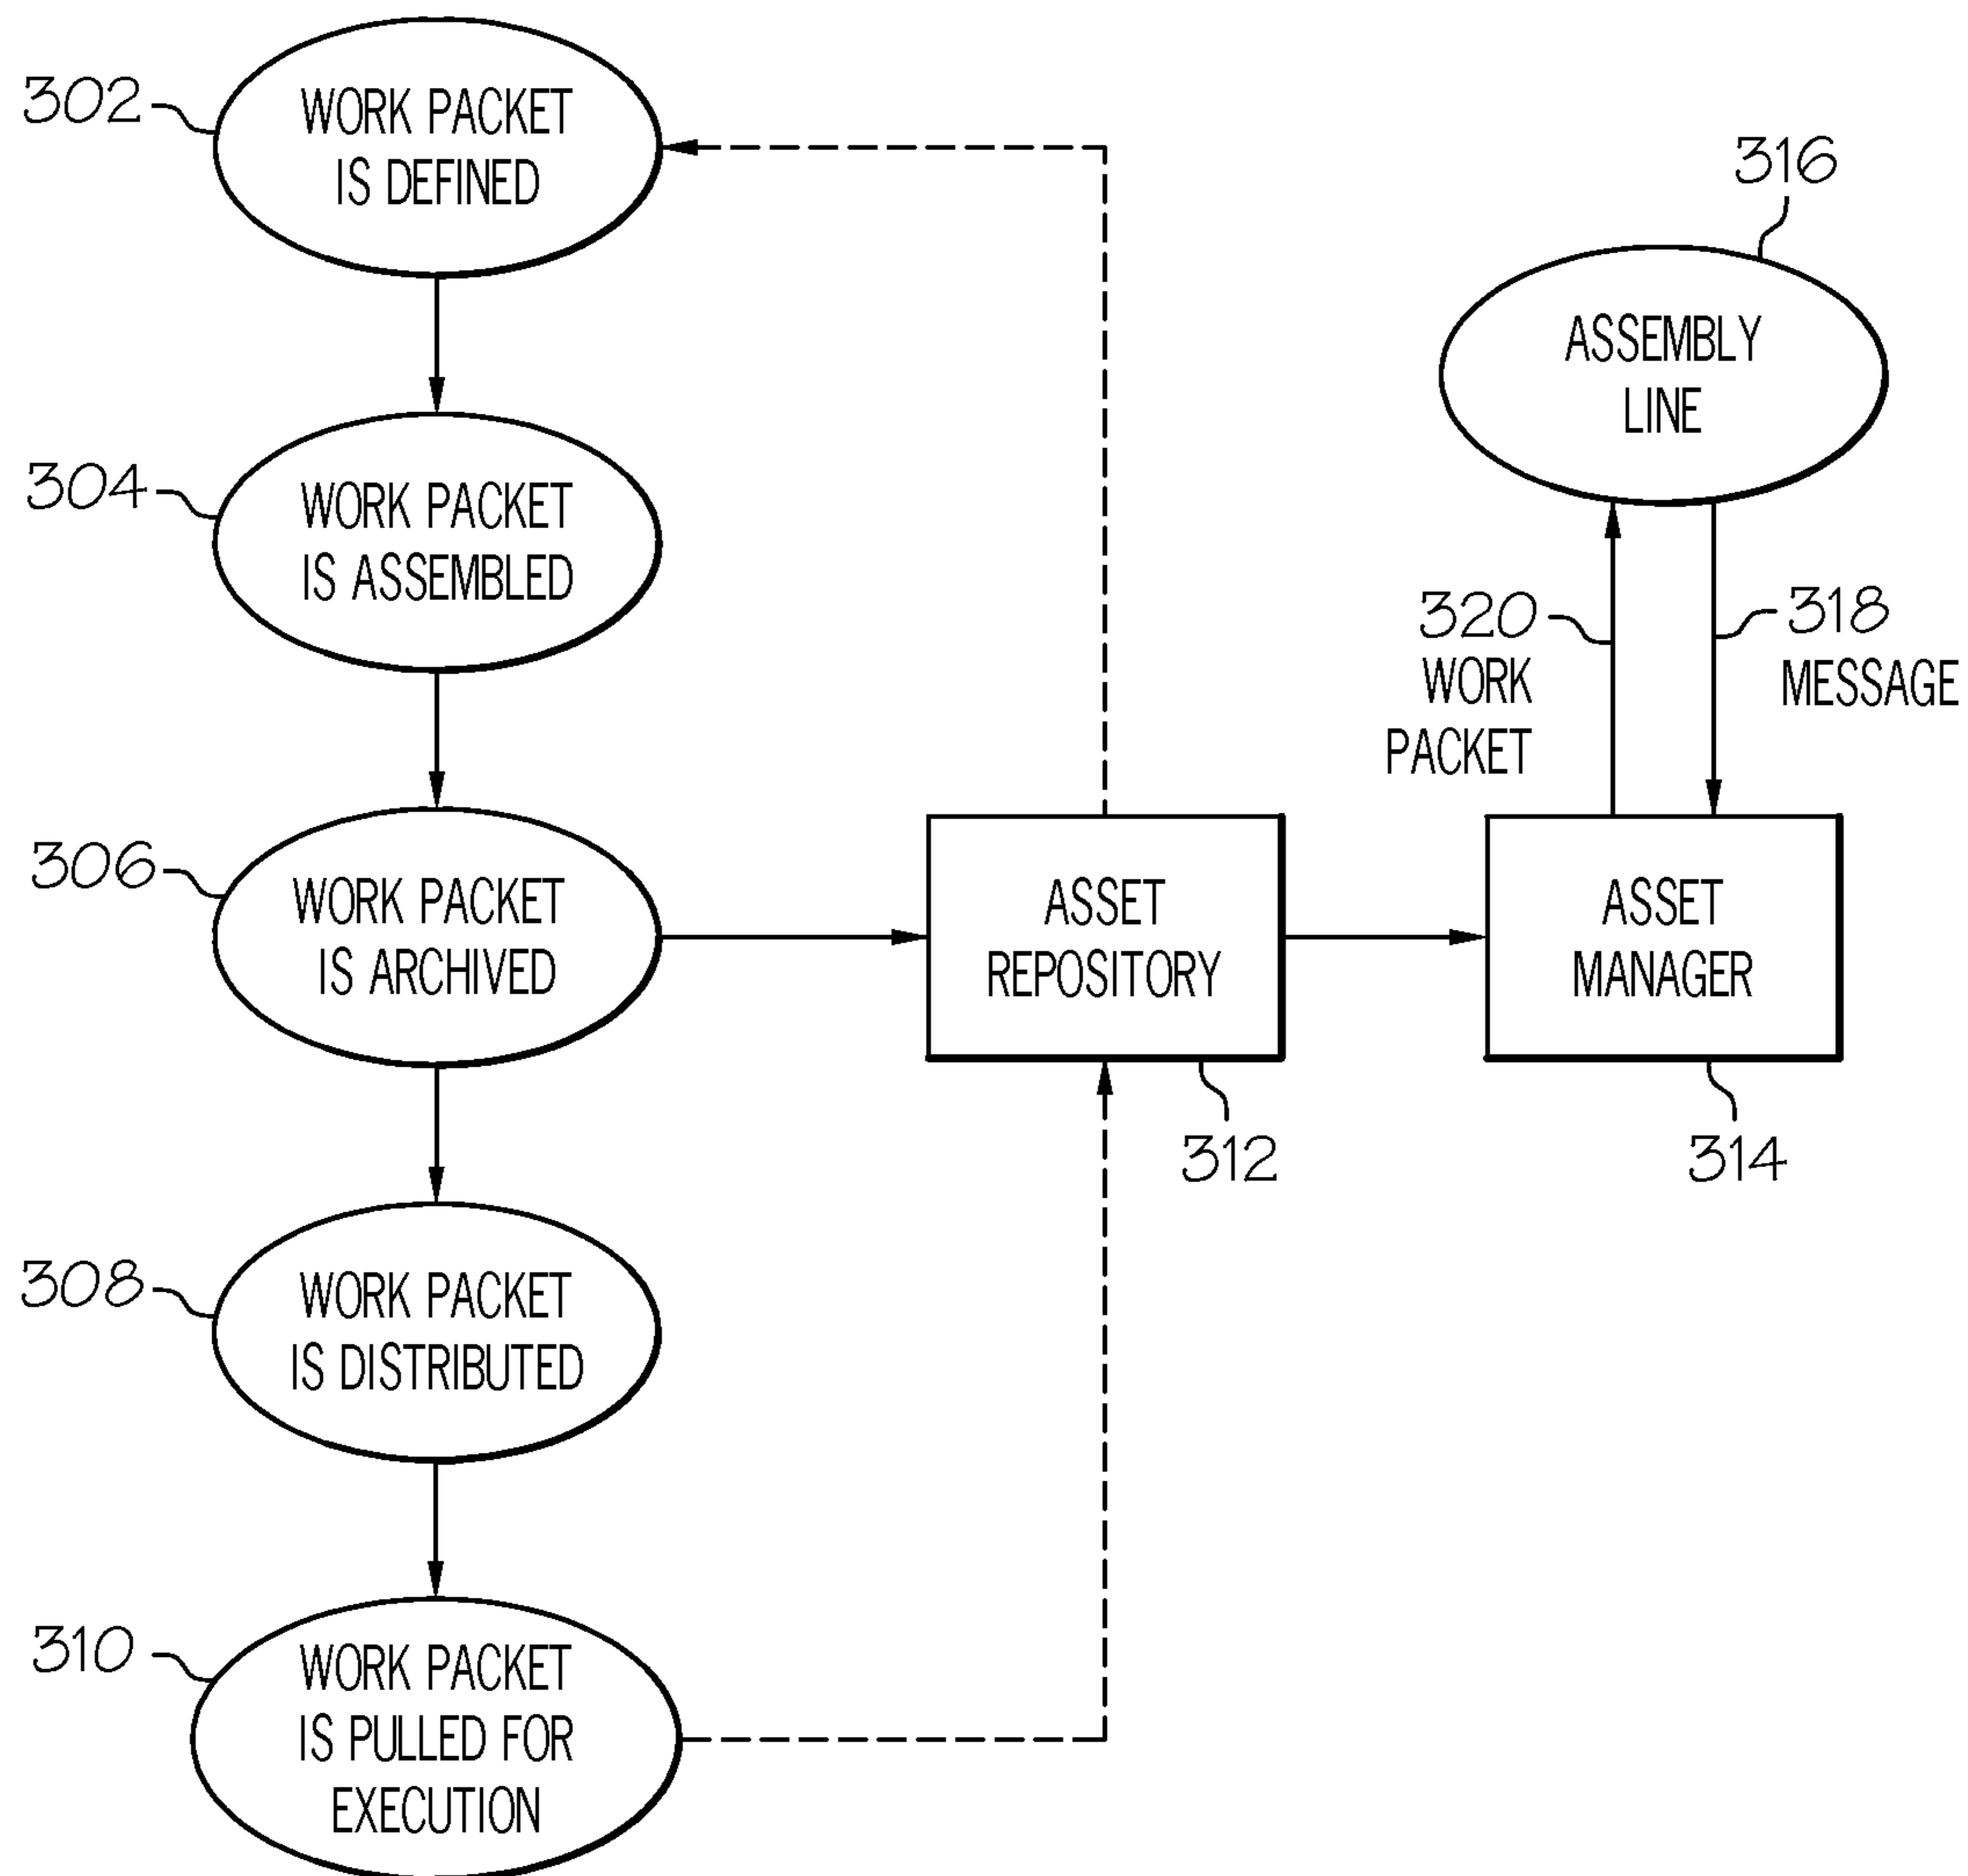 302
WORK PACKET
IS DEFINED
304
WORK PACKET
IS ASSEMBLED
306
WORK PACKET
IS ARCHIVED
308
WORK PACKET
IS DISTRIBUTED
310
WORK PACKET
IS PULLED FOR
EXECUTION
ASSET
REPOSITORY
312
316
ASSEMBLY
LINE
320
WORK
PACKET
318
MESSAGE
ASSET
MANAGER
314